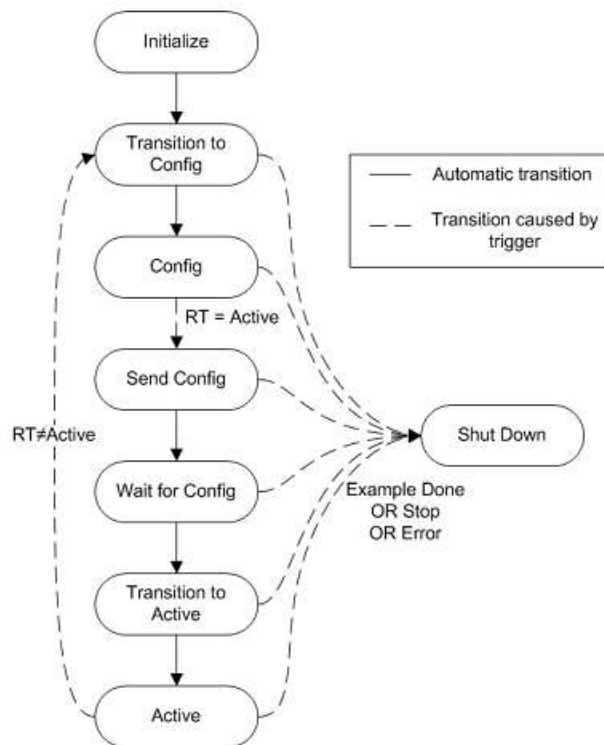 Initialize
Transition to
Config
Automatic transition
Transition caused by
trigger
Config
RT = Active
Send Config
RT≠Active
Shut Down
Wait for Config
Example Done
OR Stop
OR Error
Transition to
Active
Active